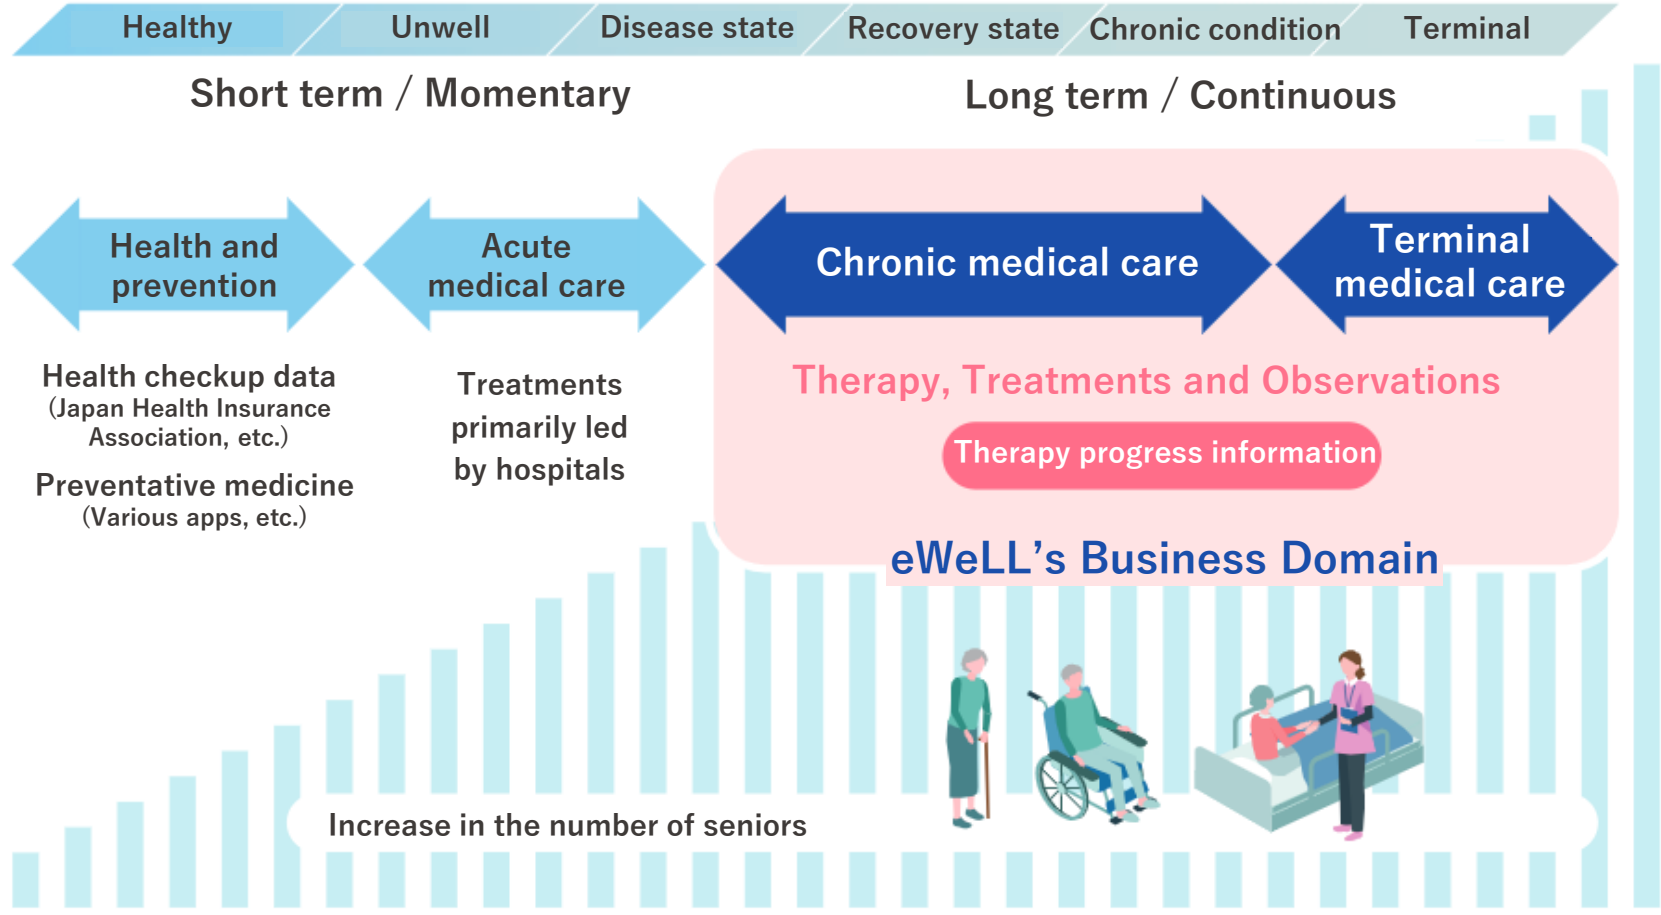 Healthy
Unwell
Disease state
Recovery state
Chronic condition
Terminal
Short term / Momentary
Long term / Continuous
Health and
prevention
Acute
medical care
Chronic medical care
Terminal
medical care
Health checkup data
(Japan Health Insurance
Association, etc.)
Preventative medicine
(Various apps, etc.)
Treatments
primarily led
by hospitals
Therapy, Treatments and Observations
Therapy progress information
eWeLL’s Business Domain
Increase in the number of seniors